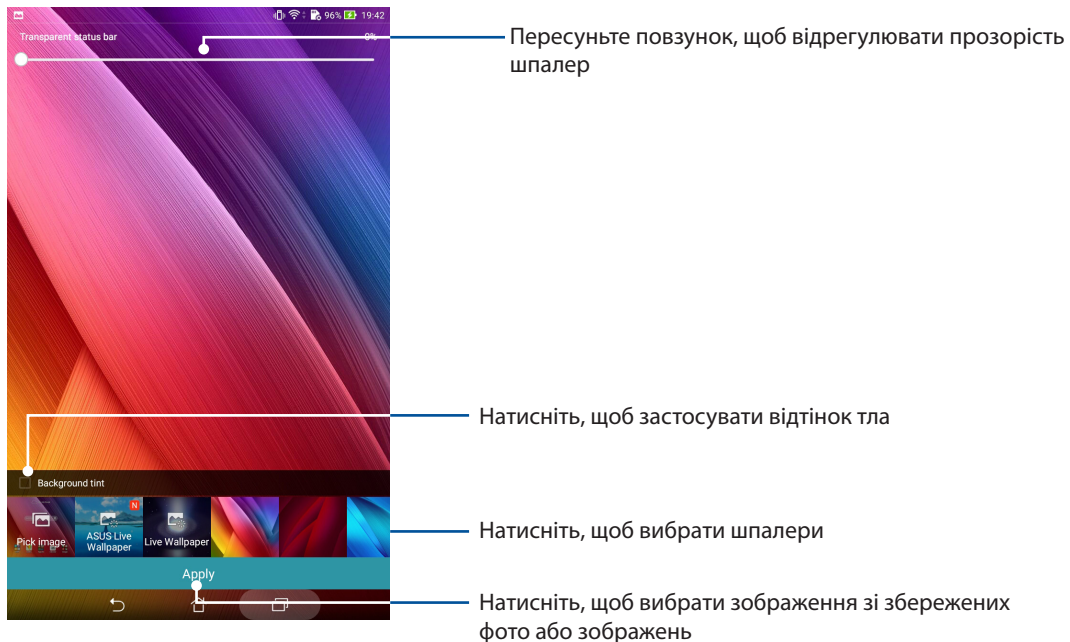 96% 19:42
Transparent status bar 0%
Пересуньте повзунок, щоб відрегулювати прозорість
шпалер
Натисніть, щоб застосувати відтінок тла
Background tint
N
Pick image
ASUS Live
Wallpaper
Live Wallpaper
Натисніть, щоб вибрати шпалери
Apply
Натисніть, щоб вибрати зображення зі збережених
фото або зображень